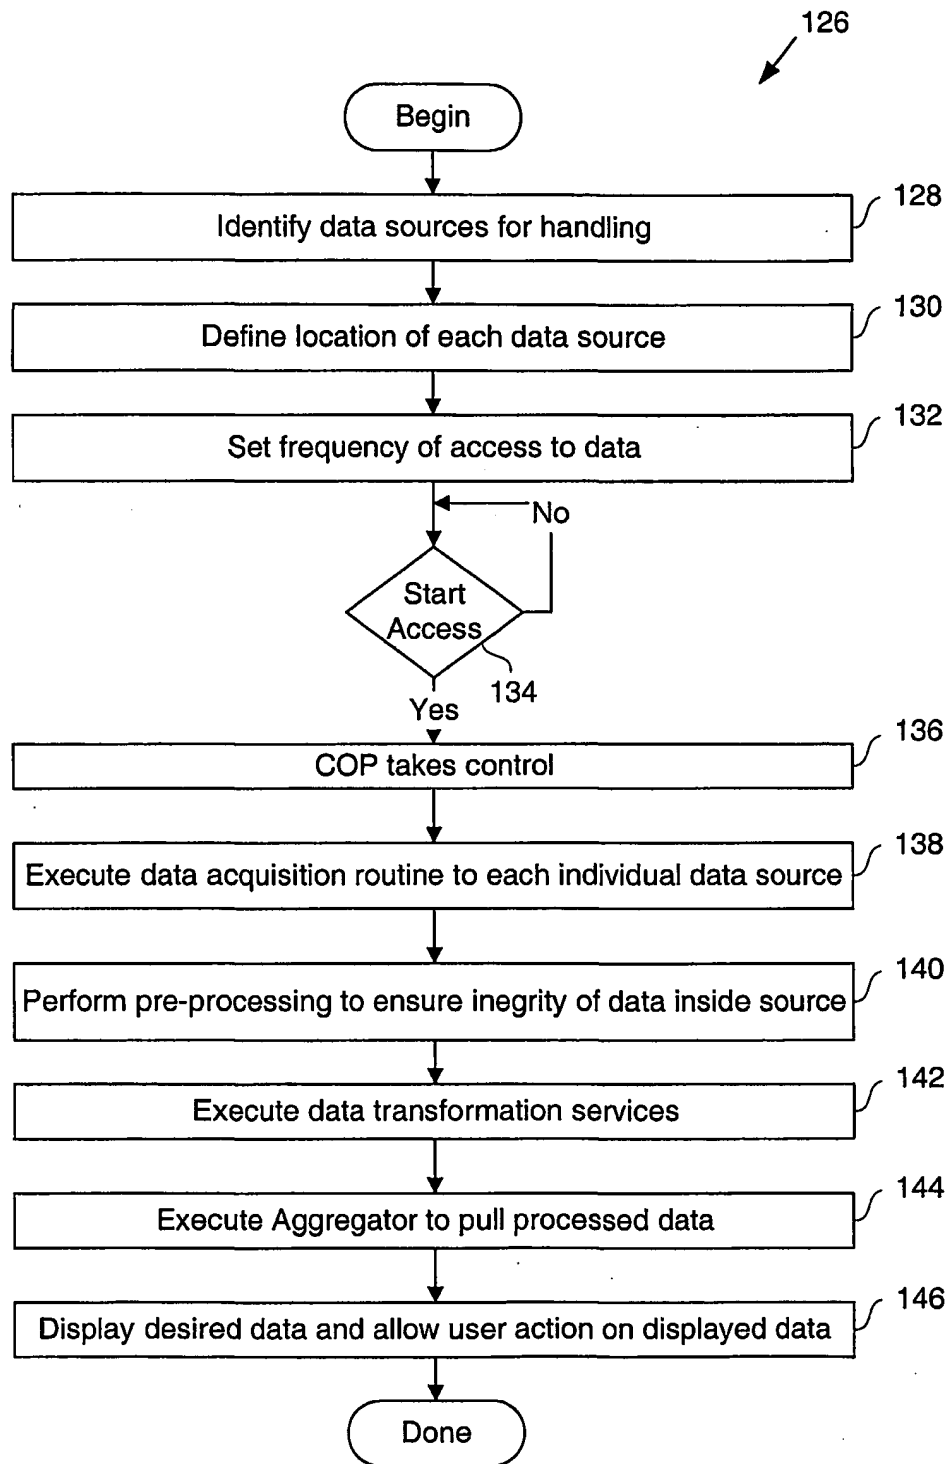 126
Begin
128
Identify data sources for handling
130
Define location of each data source
132
Set frequency of access to data
No
Start
Access
134
Yes
136
COP takes control
138
Execute data acquisition routine to each individual data source
140
Perform pre-processing to ensure inegrity of data inside source
142
Execute data transformation services
144
Execute Aggregator to pull processed data
146
Display desired data and allow user action on displayed data
Done